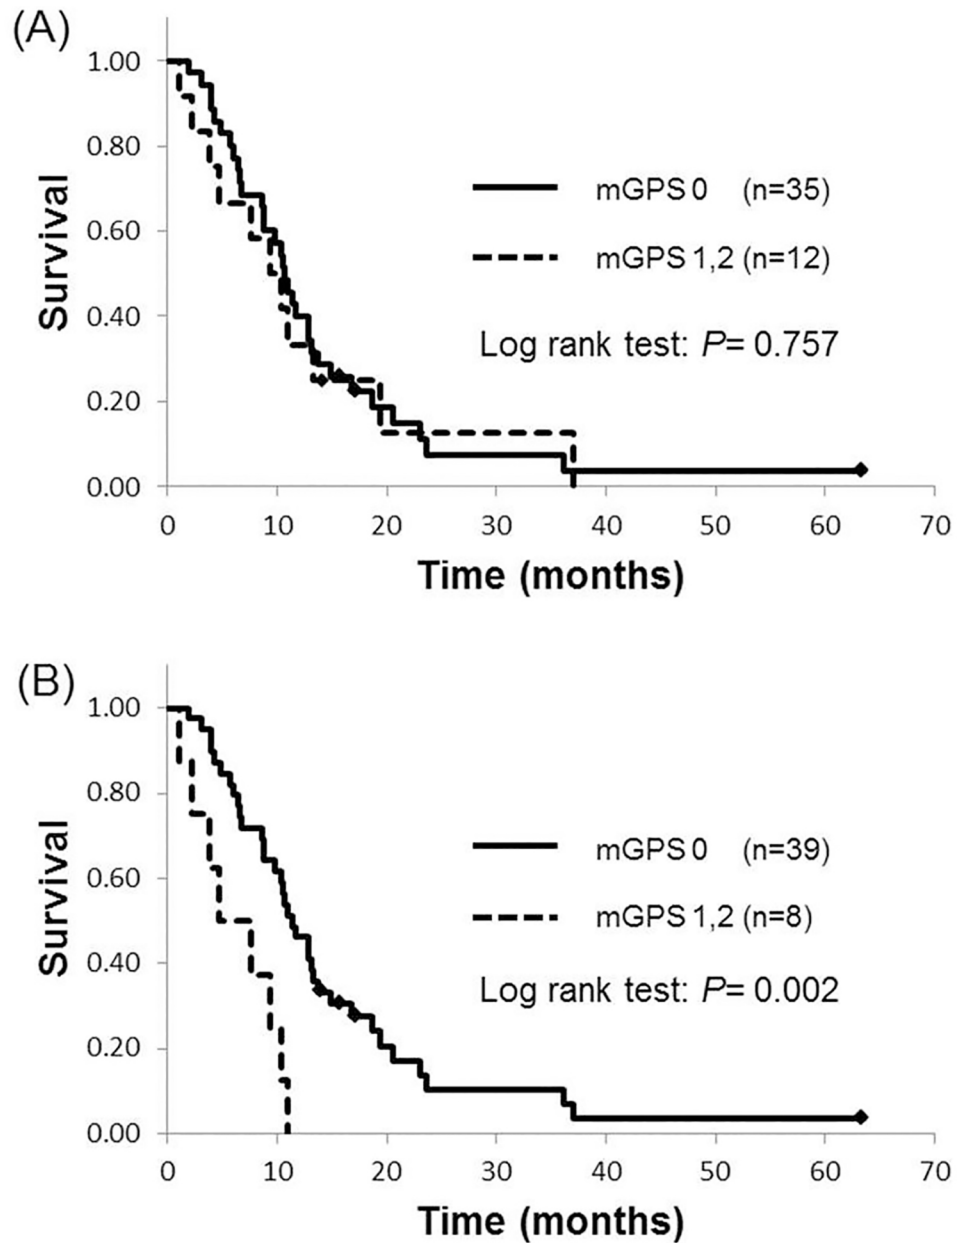 (A)
1.00
0.80
0.60
0.40
0.20
0.00
Survival
mGPS 0 (n=35)
mGPS 1,2 (n=12)
Log rank test: P= 0.757
0 10 20 30 40 50 60 70
Time (months)
(B)
1.00
0.80
0.60
0.40
0.20
0.00
Survival
mGPS 0 (n=39)
mGPS 1,2 (n=8)
Log rank test: P= 0.002
0 10 20 30 40 50 60 70
Time (months)